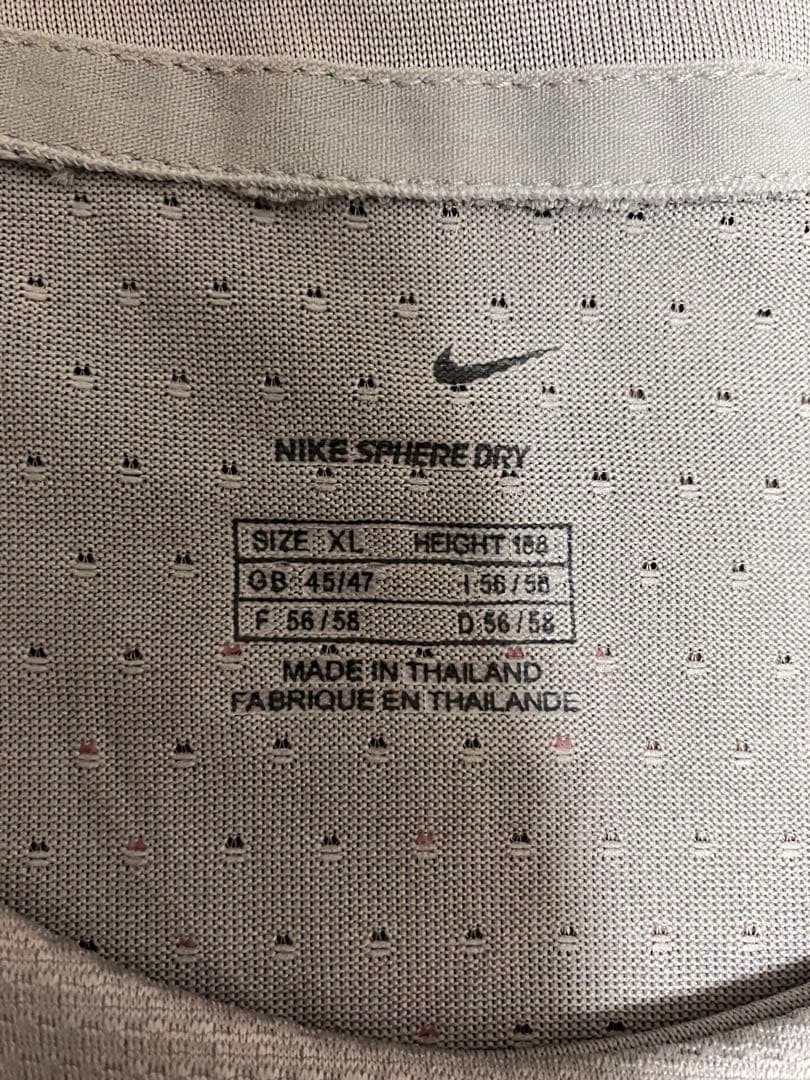 NIKE SPHERE DRY
SIZE XL HEIGHT 188
GB 45/47 I 56/58
F 56/58 D 56/58
MADE IN THAILAND
FABRIQUE EN THAILANDE